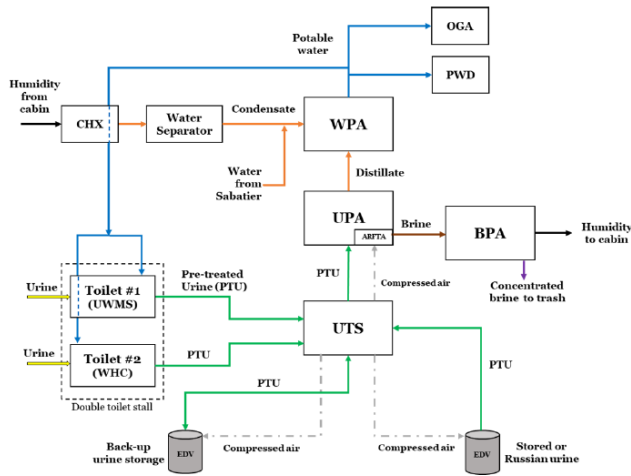 OGA
Potable
water
PWD
Humidity
from
cabin
CHX
Water
Separator
Condensate
WPA
Water
from
Sabatier
Distillate
UPA
ARFTA
Brine
BPA
Humidity
to cabin
Concentrated
brine to trash
PTU
Compressed air
Urine
Toilet #1
(UWMS)
Pre-treated
Urine (PTU)
UTS
Urine
Toilet #2
(WHC)
PTU
Double toilet stall
PTU
PTU
Back-up
urine storage
EDV
Compressed air
Compressed air
EDV
Stored or
Russian urine